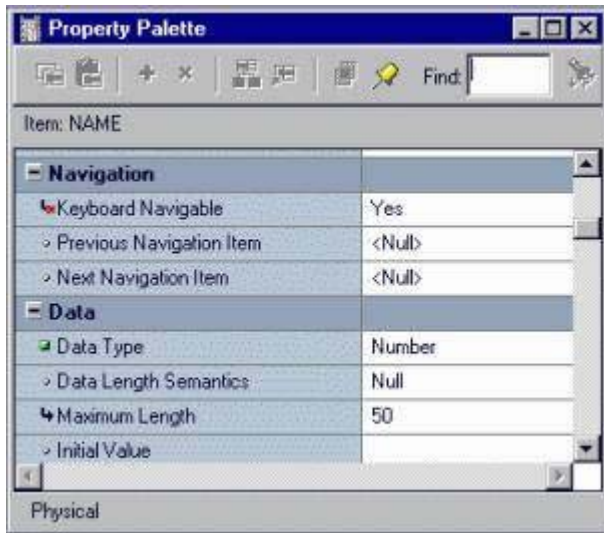 Property Palette
Find:
Item: NAME
Navigation
Keyboard Navigable Yes
Previous Navigation Item <Null>
Next Navigation Item <Null>
Data
Data Type Number
Data Length Semantics Null
Maximum Length 50
Initial Value
Physical